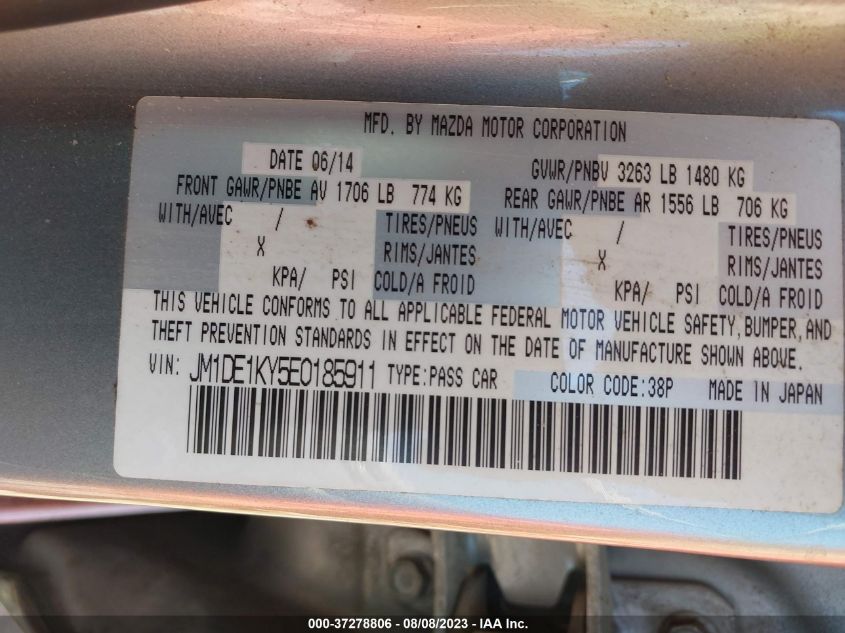 MFD. BY MAZDA MOTOR CORPORATION
DATE 06/14 GVWR/PNBV 3263 LB 1480 KG
FRONT GAWR/PNBE AV 1706 LB 774 KG REAR GAWR/PNBE AR 1556 LB 706 KG
WITH/AVEC / TIRES/PNEUS WITH/AVEC / TIRES/PNEUS
X RIMS/JANTES X RIMS/JANTES
KPA/ PSI COLD/A FROID KPA/ PSI COLD/A FROID
THIS VEHICLE CONFORMS TO ALL APPLICABLE FEDERAL MOTOR VEHICLE SAFETY, BUMPER, AND
THEFT PREVENTION STANDARDS IN EFFECT ON THE DATE OF MANUFACTURE SHOWN ABOVE.
VIN: JM1DE1KY5E0185911 TYPE:PASS CAR COLOR CODE:38P MADE IN JAPAN
000-37278806 - 08/08/2023 - IAA Inc.